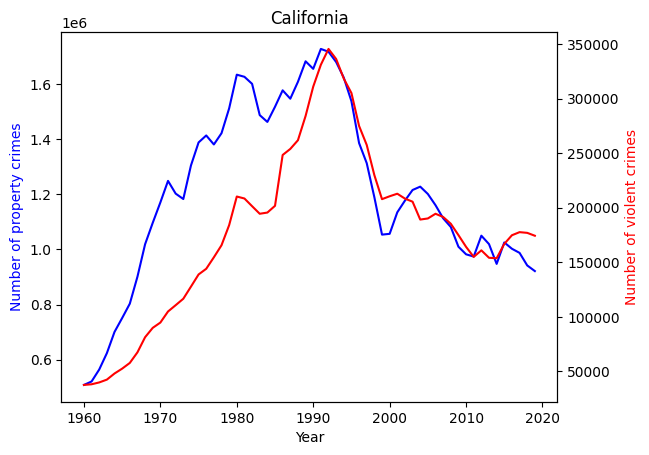 California
1e6
1.6
1.4
1.2
1.0
0.8
0.6
Number of property crimes
350000
300000
250000
200000
150000
100000
50000
Number of violent crimes
1960 1970 1980 1990 2000 2010 2020
Year